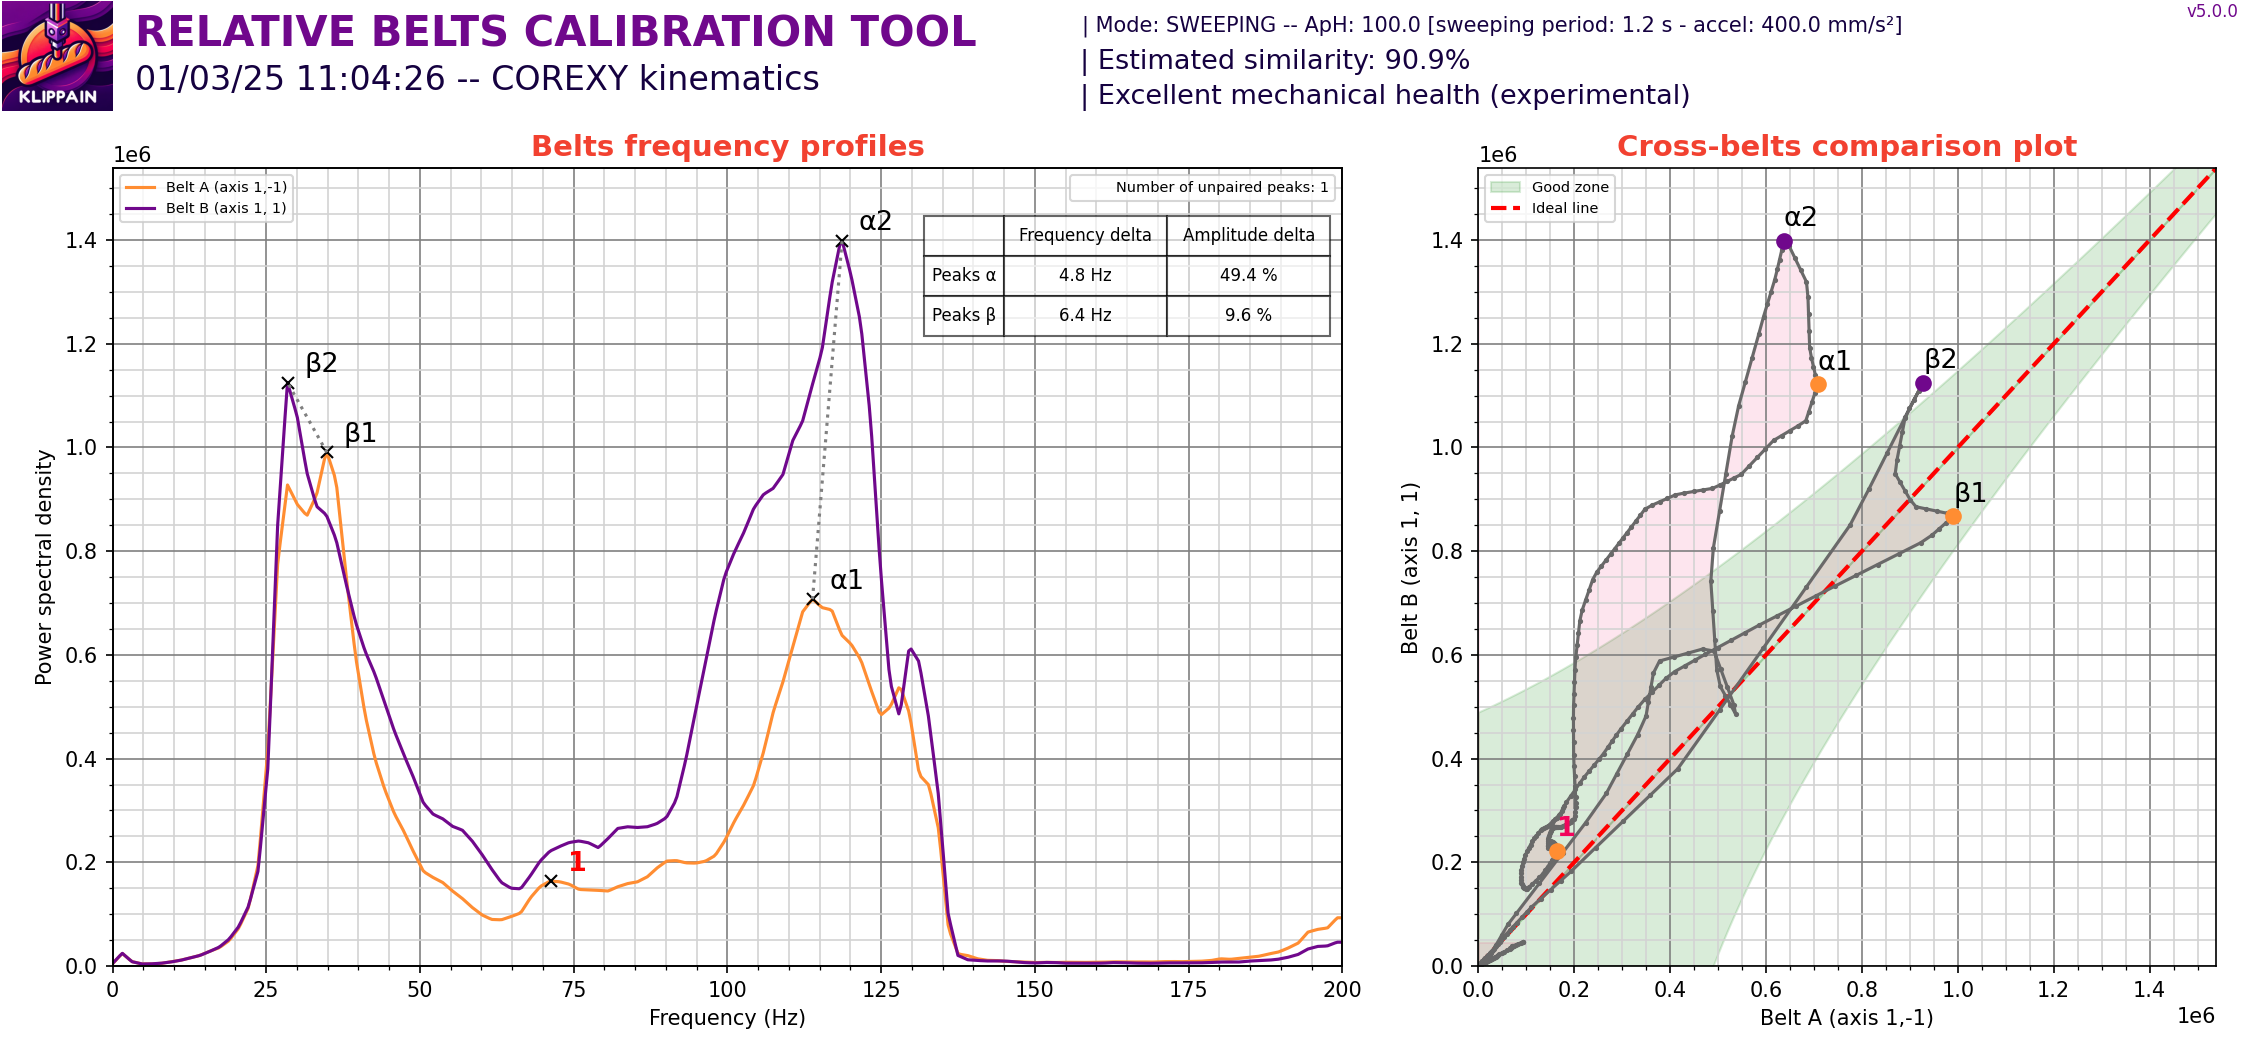 KLIPPAIN
RELATIVE BELTS CALIBRATION TOOL
01/03/25 11:04:26 -- COREXY kinematics
| Mode: SWEEPING -- ApH: 100.0 [sweeping period: 1.2 s - accel: 400.0 mm/s²]
| Estimated similarity: 90.9%
| Excellent mechanical health (experimental)
v5.0.0
Belts frequency profiles
1e6
Belt A (axis 1,-1)
Belt B (axis 1, 1)
Number of unpaired peaks: 1
Frequency delta Amplitude delta
Peaks α 4.8 Hz 49.4 %
Peaks β 6.4 Hz 9.6 %
α2
β2
β1
α1
1
Power spectral density
1.4
1.2
1.0
0.8
0.6
0.4
0.2
0.0
0 25 50 75 100 125 150 175 200
Frequency (Hz)
Cross-belts comparison plot
1e6
Good zone
Ideal line
α2
α1
β2
β1
1
Belt B (axis 1, 1)
1.4
1.2
1.0
0.8
0.6
0.4
0.2
0.0
0.0 0.2 0.4 0.6 0.8 1.0 1.2 1.4
Belt A (axis 1,-1)
1e6